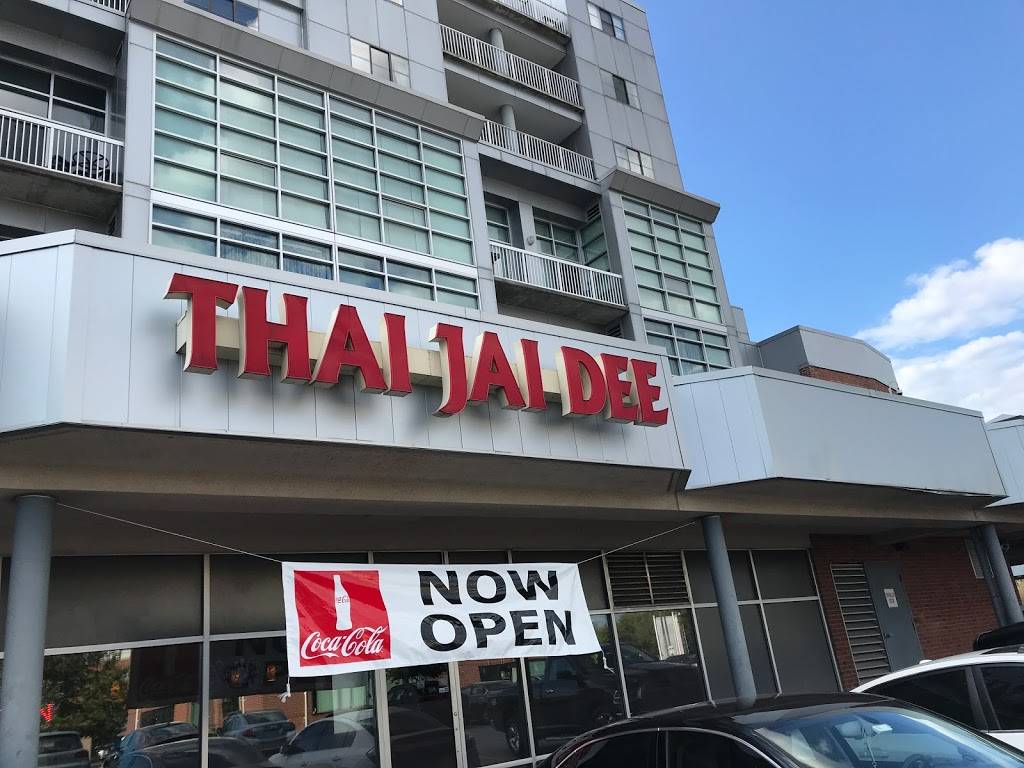 THAI JAI DEE
Coca-Cola
NOW
OPEN